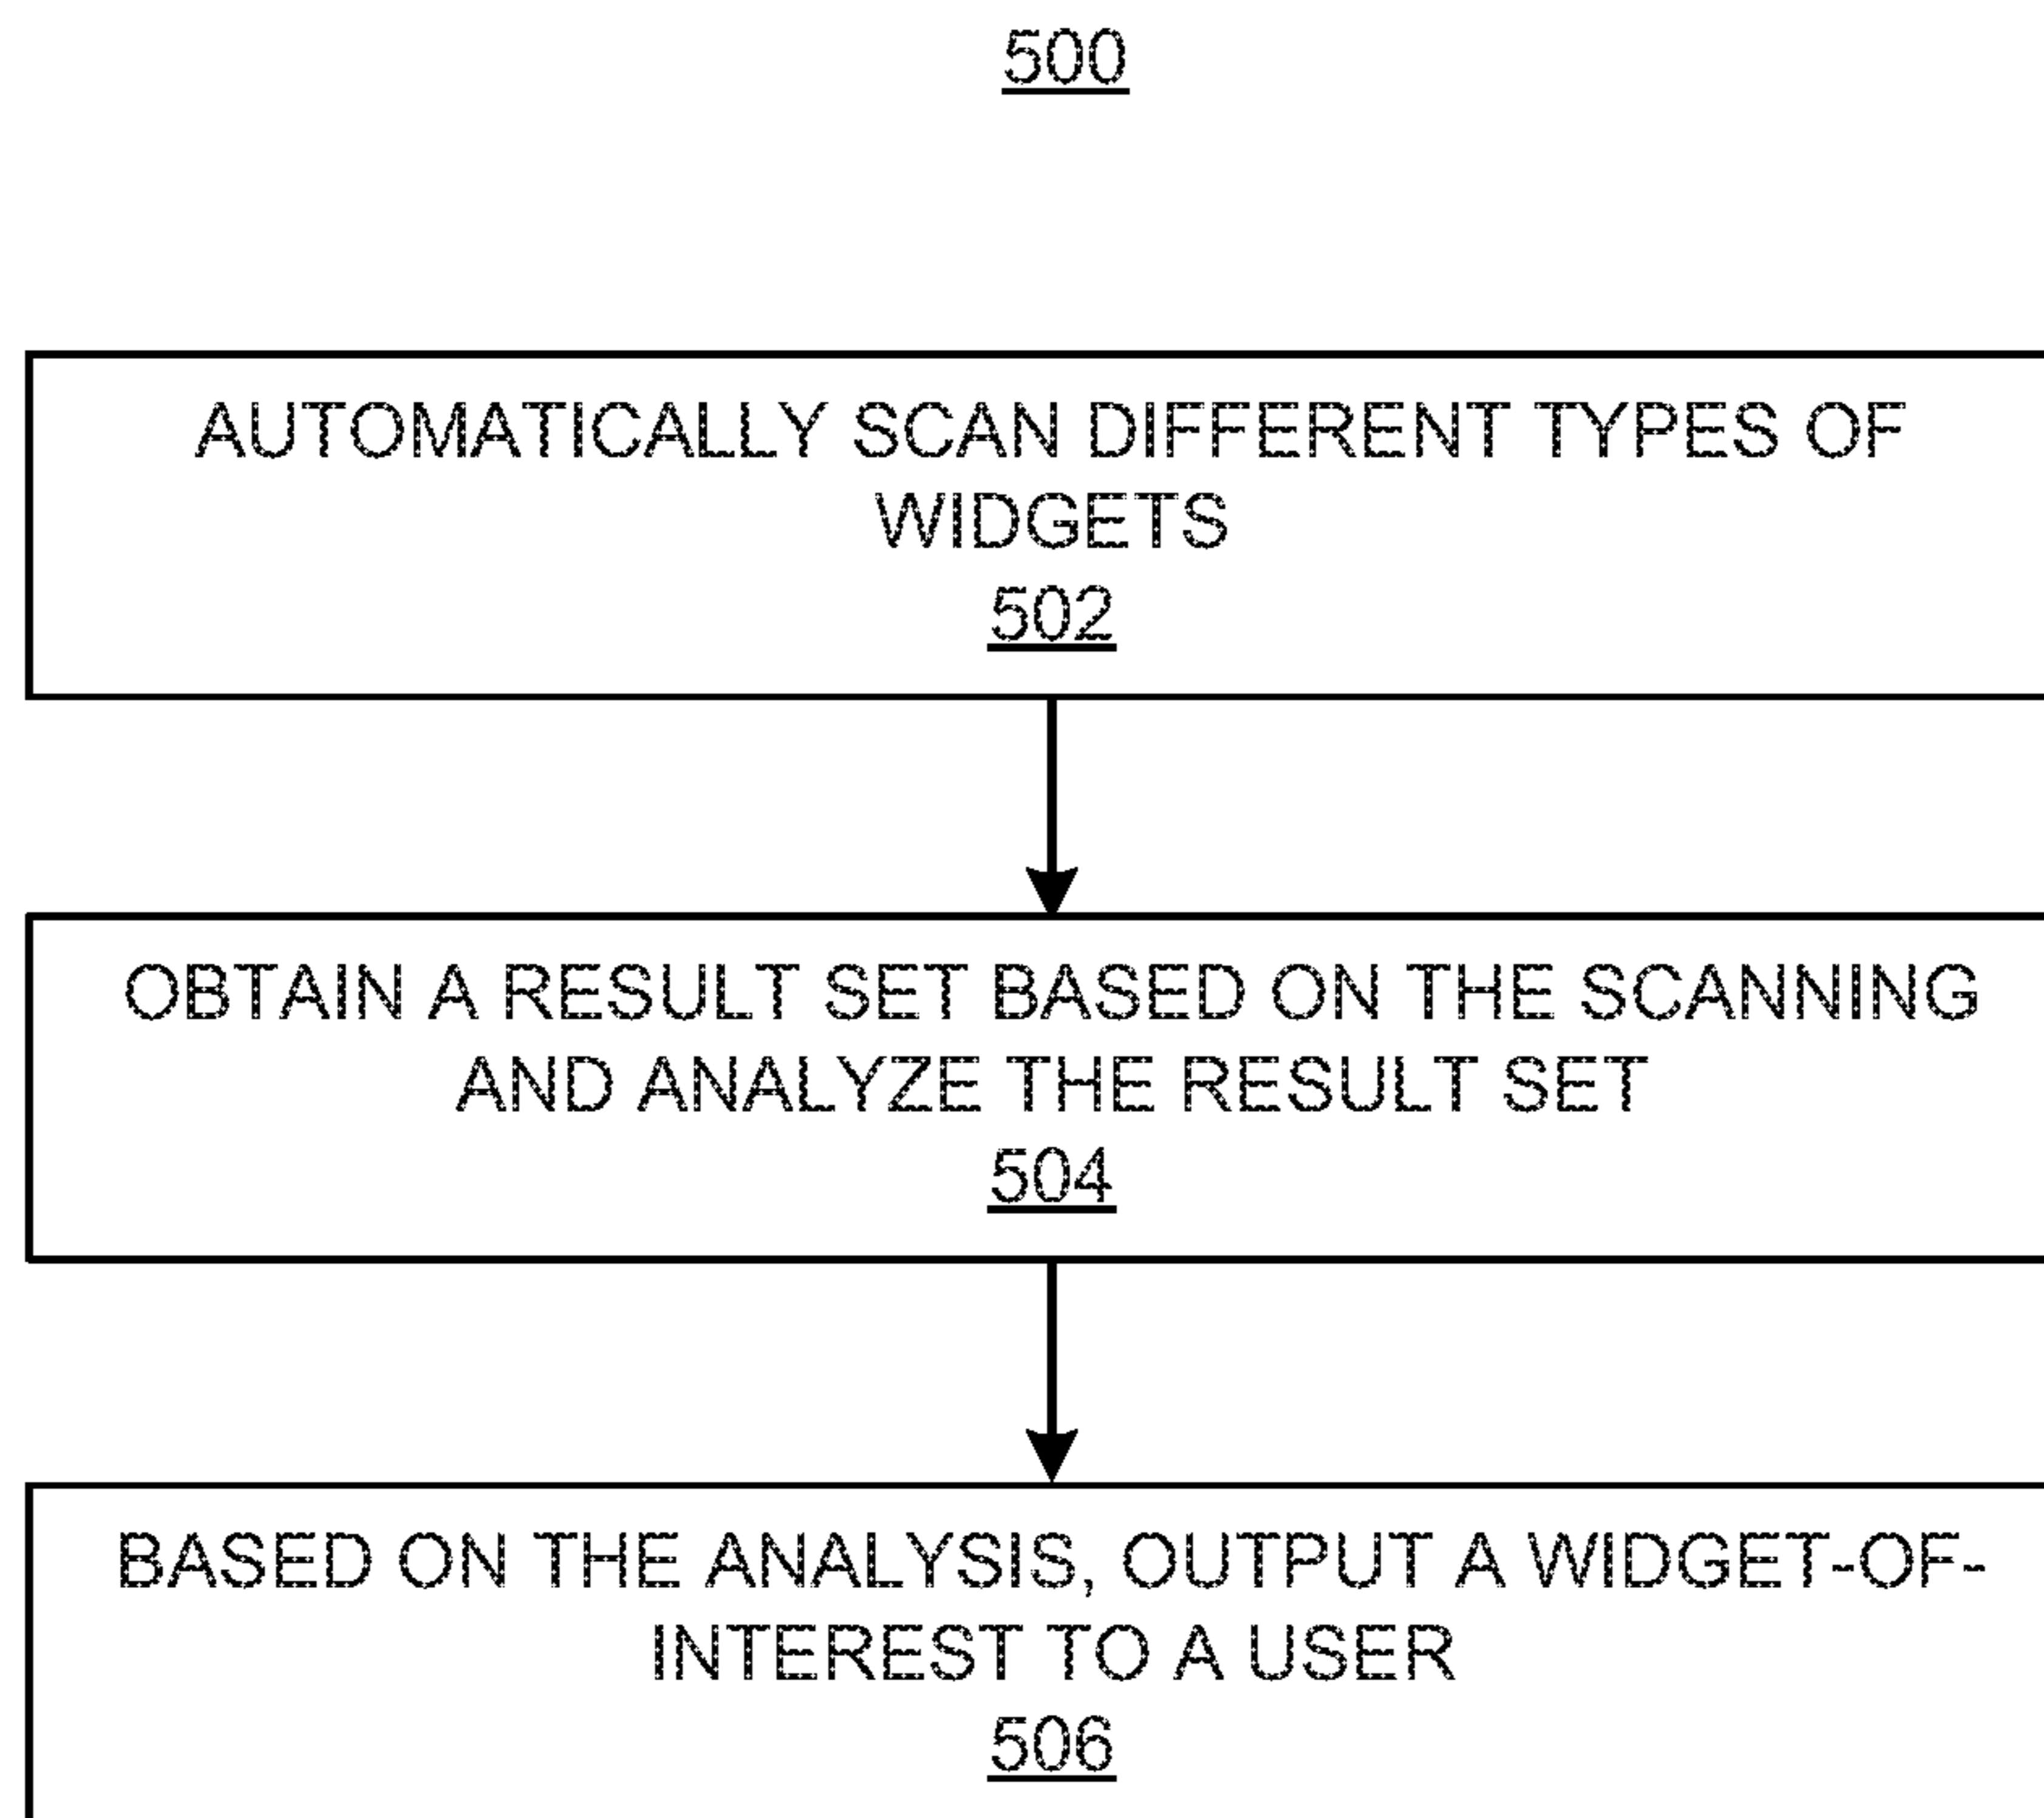 500
AUTOMATICALLY SCAN DIFFERENT TYPES OF
WIDGETS
502
OBTAIN A RESULT SET BASED ON THE SCANNING
AND ANALYZE THE RESULT SET
504
BASED ON THE ANALYSIS, OUTPUT A WIDGET-OF-
INTEREST TO A USER
506